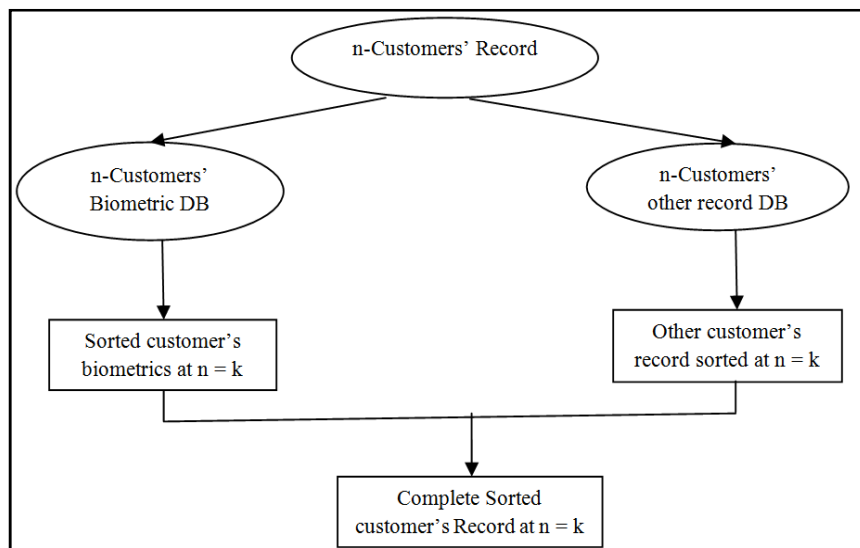 n-Customers’ Record
n-Customers’
Biometric DB
n-Customers’
other record DB
Sorted customer’s
biometrics at n = k
Other customer’s
record sorted at n = k
Complete Sorted
customer’s Record at n = k